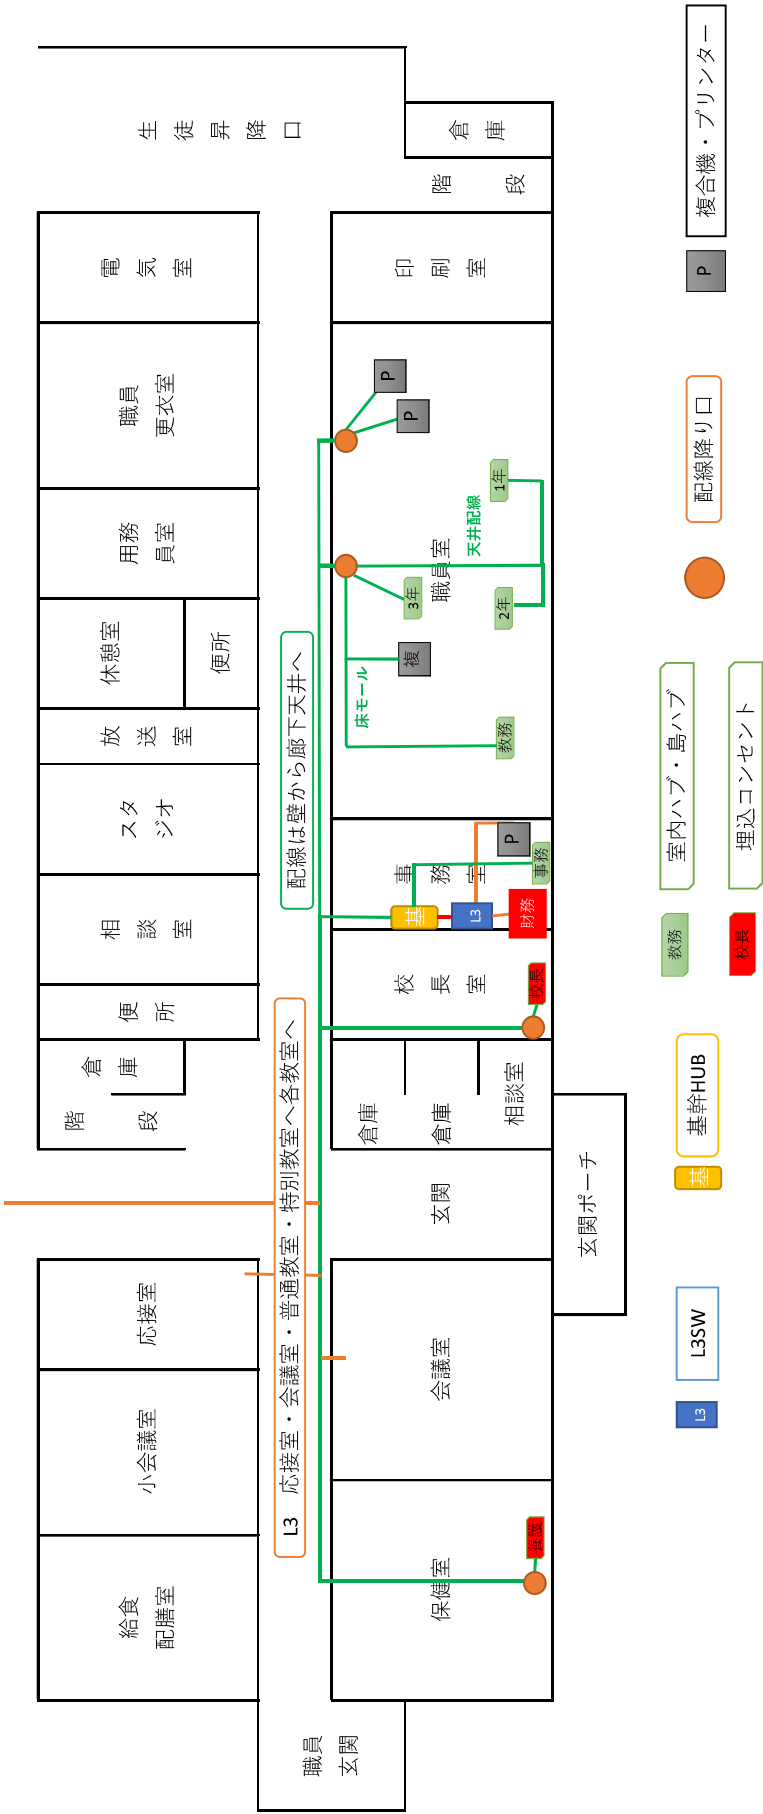 給食
配膳室
小会議室
応接室
階段
倉庫
便所
相談室
スタ
ジオ
放送室
休憩室
便所
用務
員室
職員
更衣室
電気室
生徒昇降口
職員
玄関
L3 応接室・会議室・普通教室・特別教室へ各教室へ
配線は壁から廊下天井へ
保健室
養護
会議室
玄関
倉庫
倉庫
相談室
校長室
校長
事務室
基
L3
財務
P
事務
職員室
床モール
天井配線
教務
複
3年
2年
1年
P
P
印刷室
階段
倉庫
玄関ポーチ
L3
L3SW
基
基幹HUB
教務
室内ハブ・島ハブ
校長
埋込コンセント
配線降り口
P
複合機・プリンター